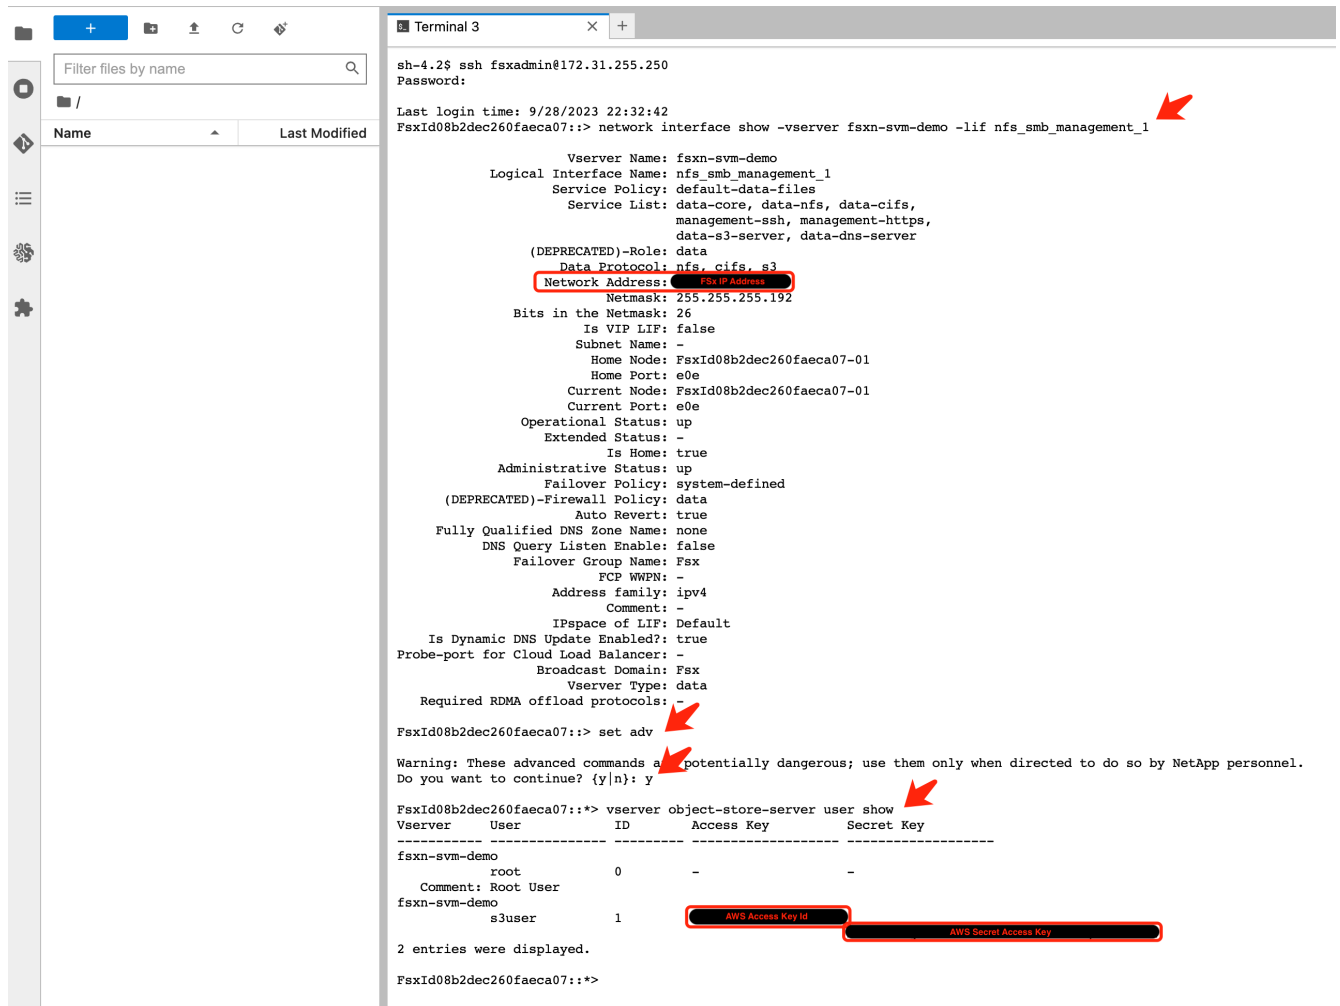 +
Filter files by name
/
Name
Last Modified
Terminal 3
+
sh-4.2$ ssh fsxadmin@172.31.255.250
Password:
Last login time: 9/28/2023 22:32:42
FsxId08b2dec260faeca07::> network interface show -vserver fsxn-svm-demo -lif nfs_smb_management_1
Vserver Name: fsxn-svm-demo
Logical Interface Name: nfs_smb_management_1
Service Policy: default-data-files
Service List: data-core, data-nfs, data-cifs,
management-ssh, management-https,
data-s3-server, data-dns-server
(DEPRECATED)-Role: data
Data Protocol: nfs, cifs, s3
Network Address: FSx IP Address
Netmask: 255.255.255.192
Bits in the Netmask: 26
Is VIP LIF: false
Subnet Name: -
Home Node: FsxId08b2dec260faeca07-01
Home Port: e0e
Current Node: FsxId08b2dec260faeca07-01
Current Port: e0e
Operational Status: up
Extended Status: -
Is Home: true
Administrative Status: up
Failover Policy: system-defined
(DEPRECATED)-Firewall Policy: data
Auto Revert: true
Fully Qualified DNS Zone Name: none
DNS Query Listen Enable: false
Failover Group Name: Fsx
FCP WWPN: -
Address family: ipv4
Comment: -
IPspace of LIF: Default
Is Dynamic DNS Update Enabled?: true
Probe-port for Cloud Load Balancer: -
Broadcast Domain: Fsx
Vserver Type: data
Required RDMA offload protocols: -
FsxId08b2dec260faeca07::> set adv
Warning: These advanced commands a potentially dangerous; use them only when directed to do so by NetApp personnel.
Do you want to continue? {y|n}: y
FsxId08b2dec260faeca07::*> vserver object-store-server user show
Vserver User ID Access Key Secret Key
----------- --------------- --------- ------------------- -------------------
fsxn-svm-demo
root 0 - -
Comment: Root User
fsxn-svm-demo
s3user 1 AWS Access Key Id
AWS Secret Access Key
2 entries were displayed.
FsxId08b2dec260faeca07::*>